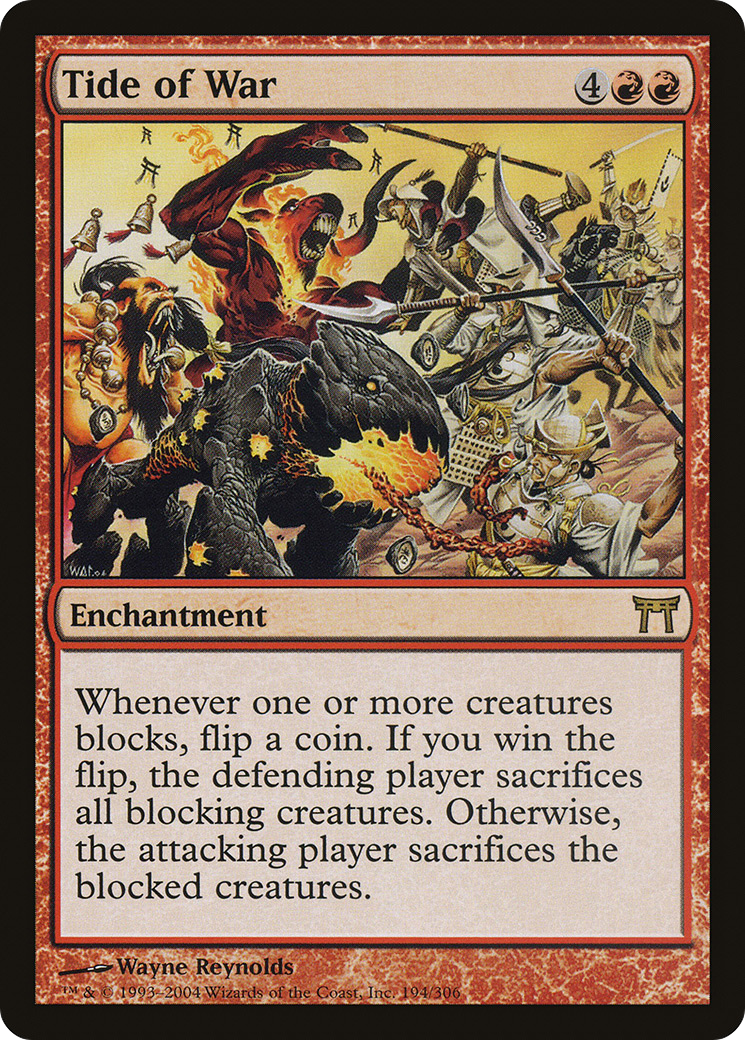 Tide of War
4
Enchantment
Whenever one or more creatures
blocks, flip a coin. If you win the
flip, the defending player sacrifices
all blocking creatures. Otherwise,
the attacking player sacrifices the
blocked creatures.
Wayne Reynolds
™ & © 1993–2004 Wizards of the Coast, Inc. 194/306